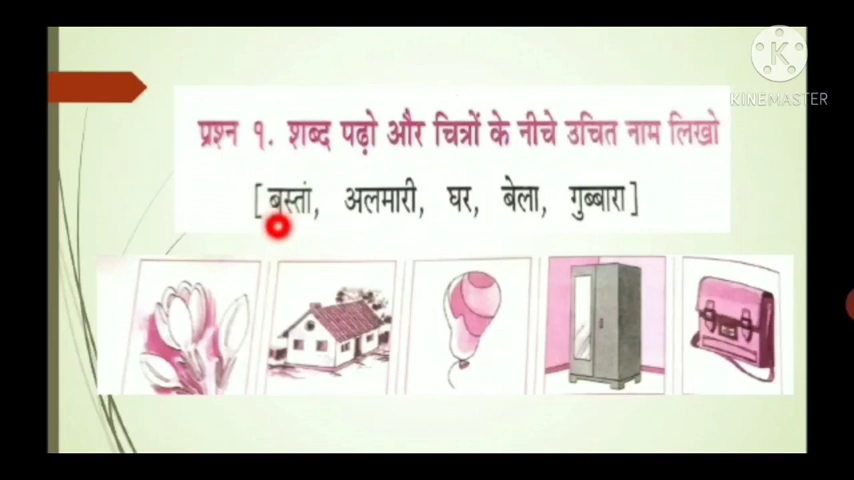 KINEMASTER
प्रश्न १. शब्द पढ़ो और चित्रों के नीचे उचित नाम लिखो
[ बस्तां, अलमारी, घर, बेला, गुब्बारा ]